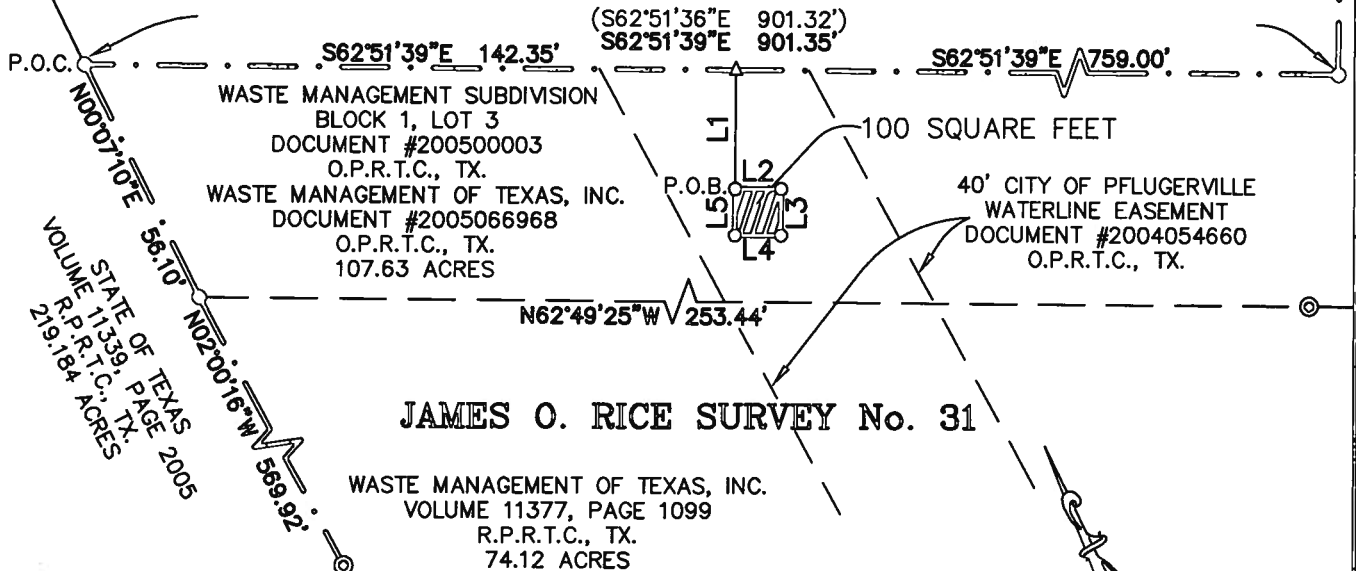 (S62°51'36"E 901.32')
S62°51'39"E 901.35'
P.O.C.
S62°51'39"E 142.35'
S62°51'39"E 759.00'
WASTE MANAGEMENT SUBDIVISION
BLOCK 1, LOT 3
DOCUMENT #200500003
O.P.R.T.C., TX.
WASTE MANAGEMENT OF TEXAS, INC.
DOCUMENT #2005066968
O.P.R.T.C., TX.
107.63 ACRES
L1
100 SQUARE FEET
P.O.B.
L2
L5
L3
L4
40' CITY OF PFLUGERVILLE
WATERLINE EASEMENT
DOCUMENT #2004054660
O.P.R.T.C., TX.
N00°07'10"E 56.10'
STATE OF TEXAS
VOLUME 11339, PAGE 2005
R.P.R.T.C., TX.
219.184 ACRES
N62°49'25"W 253.44'
N02°00'16"W 569.92'
JAMES O. RICE SURVEY No. 31
WASTE MANAGEMENT OF TEXAS, INC.
VOLUME 11377, PAGE 1099
R.P.R.T.C., TX.
74.12 ACRES